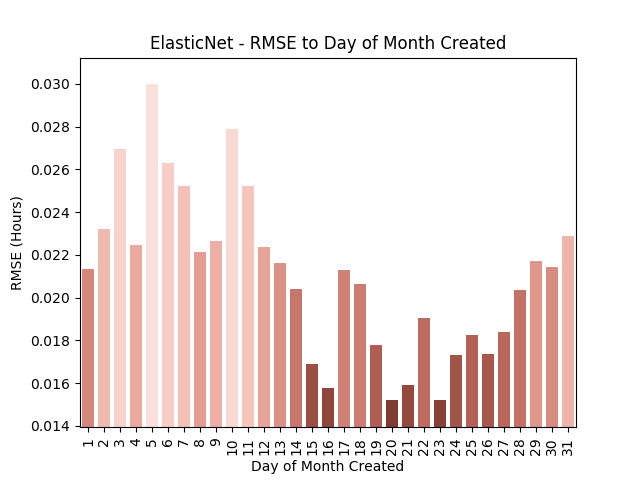 ElasticNet - RMSE to Day of Month Created
RMSE (Hours)
0.030
0.028
0.026
0.024
0.022
0.020
0.018
0.016
0.014
1 2 3 4 5 6 7 8 9 10 11 12 13 14 15 16 17 18 19 20 21 22 23 24 25 26 27 28 29 30 31
Day of Month Created